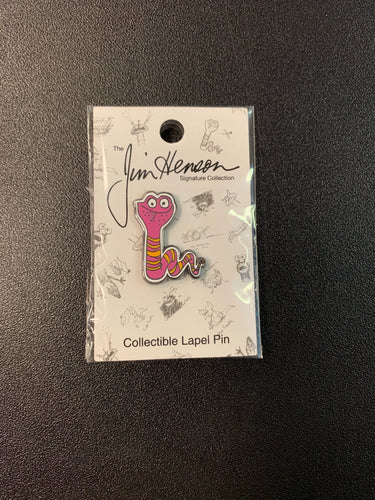 The
Jim Henson
Signature Collection
Collectible Lapel Pin